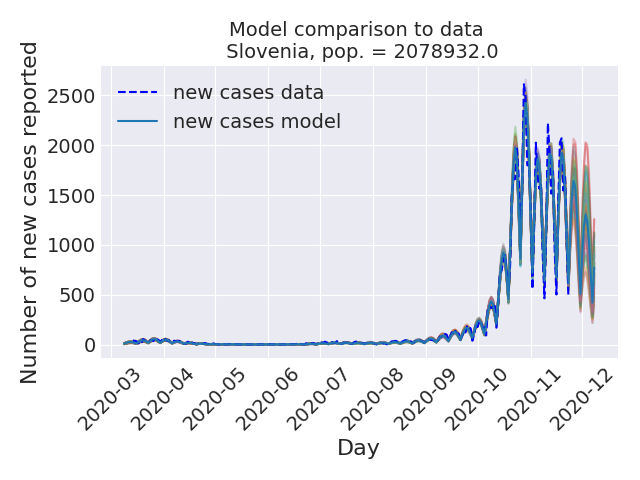 Model comparison to data
Slovenia, pop. = 2078932.0
new cases data
new cases model
Number of new cases reported
2500
2000
1500
1000
500
0
2020-03
2020-04
2020-05
2020-06
2020-07
2020-08
2020-09
2020-10
2020-11
2020-12
Day